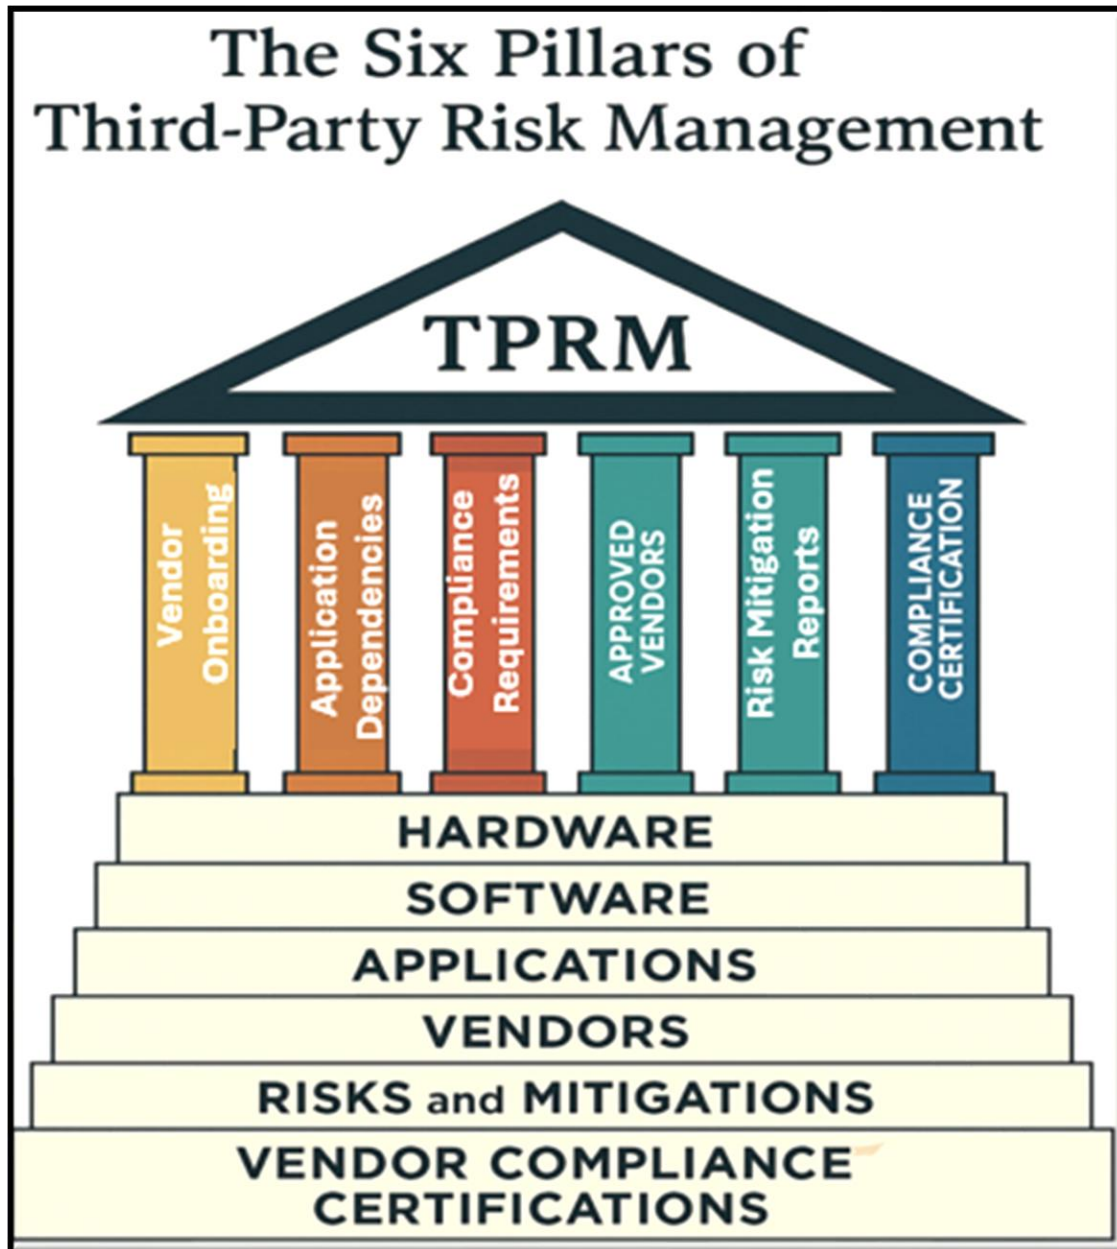 The Six Pillars of
Third-Party Risk Management
TPRM
Vendor
Onboarding
Application
Dependencies
Compliance
Requirements
APPROVED
VENDORS
Risk Mitigation
Reports
COMPLIANCE
CERTIFICATION
HARDWARE
SOFTWARE
APPLICATIONS
VENDORS
RISKS and MITIGATIONS
VENDOR COMPLIANCE
CERTIFICATIONS